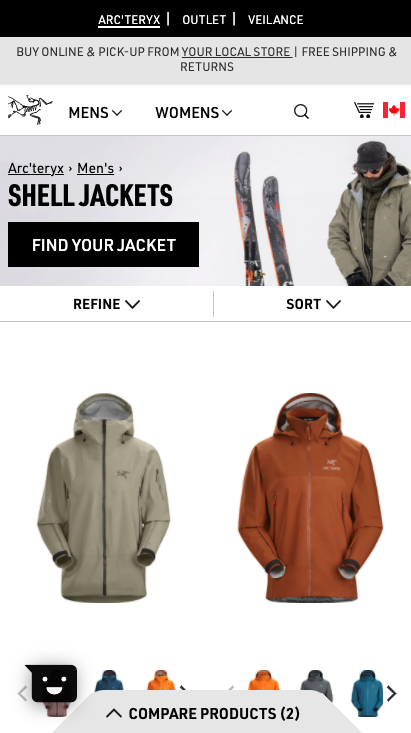 ARC'TERYX | OUTLET | VEILANCE
BUY ONLINE & PICK-UP FROM YOUR LOCAL STORE | FREE SHIPPING &
RETURNS
MENS WOMENS
Arc'teryx › Men's ›
SHELL JACKETS
FIND YOUR JACKET
REFINE SORT
COMPARE PRODUCTS (2)